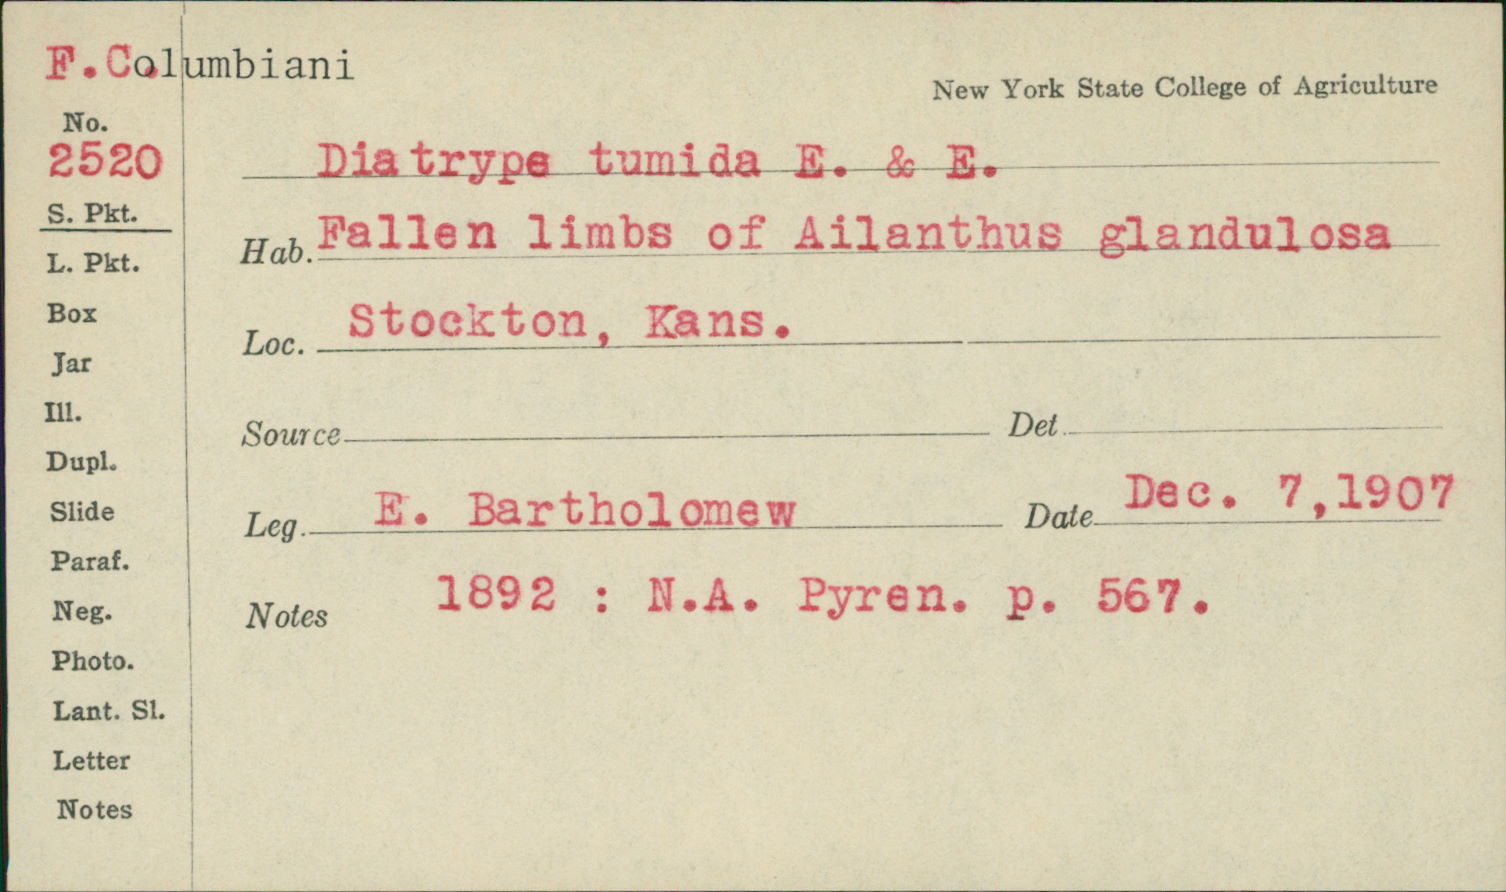 F.Columbiani
New York State College of Agriculture
No.
2520
Diatrype tumida E. & E.
S. Pkt.
Hab. Fallen limbs of Ailanthus glandulosa
L. Pkt.
Box
Loc. Stockton, Kans.
Jar
Ill.
Source Det
Dupl.
Slide
Leg. E. Bartholomew Date Dec. 7,1907
Paraf.
Neg.
Notes 1892 : N.A. Pyren. p. 567.
Photo.
Lant. Sl.
Letter
Notes